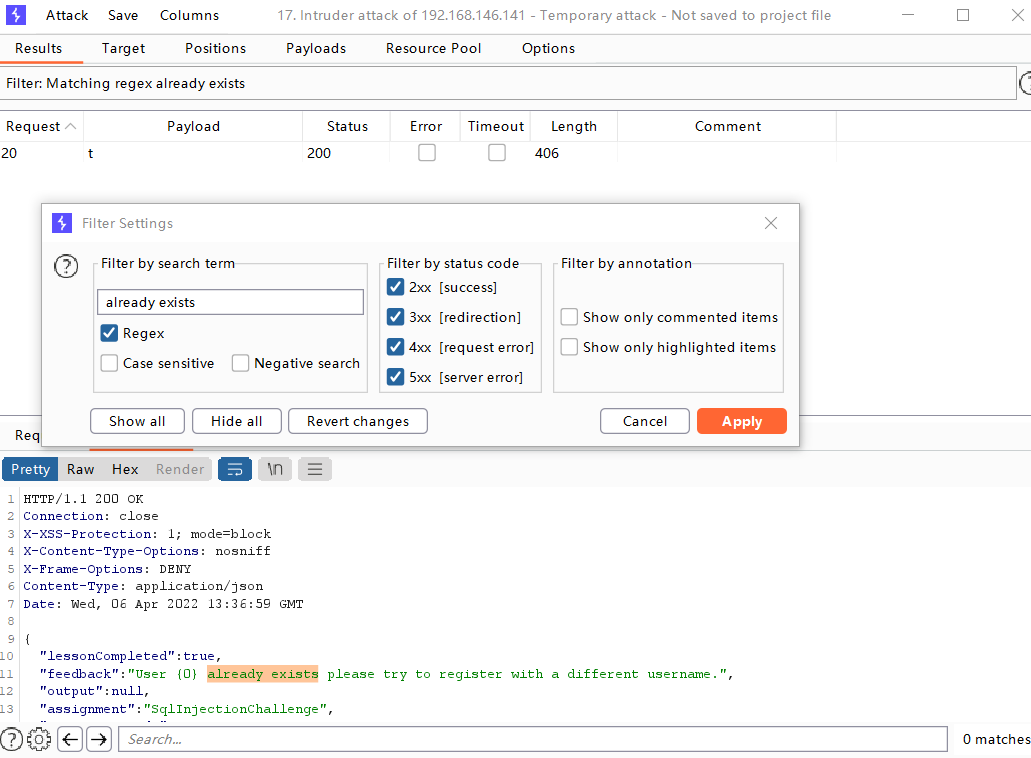 Attack Save Columns 17. Intruder attack of 192.168.146.141 - Temporary attack - Not saved to project file
Results Target Positions Payloads Resource Pool Options
Filter: Matching regex already exists
Request Payload Status Error Timeout Length Comment
20 t 200 406
Filter Settings
Filter by search term Filter by status code Filter by annotation
already exists 2xx [success]
Regex 3xx [redirection] Show only commented items
Case sensitive Negative search 4xx [request error] Show only highlighted items
5xx [server error]
Show all Hide all Revert changes Cancel Apply
Req
Pretty Raw Hex Render \n
1 HTTP/1.1 200 OK
2 Connection: close
3 X-XSS-Protection: 1; mode=block
4 X-Content-Type-Options: nosniff
5 X-Frame-Options: DENY
6 Content-Type: application/json
7 Date: Wed, 06 Apr 2022 13:36:59 GMT
8
9 {
10 "lessonCompleted":true,
11 "feedback":"User {0} already exists please try to register with a different username.",
12 "output":null,
13 "assignment":"SqlInjectionChallenge",
Search... 0 matches